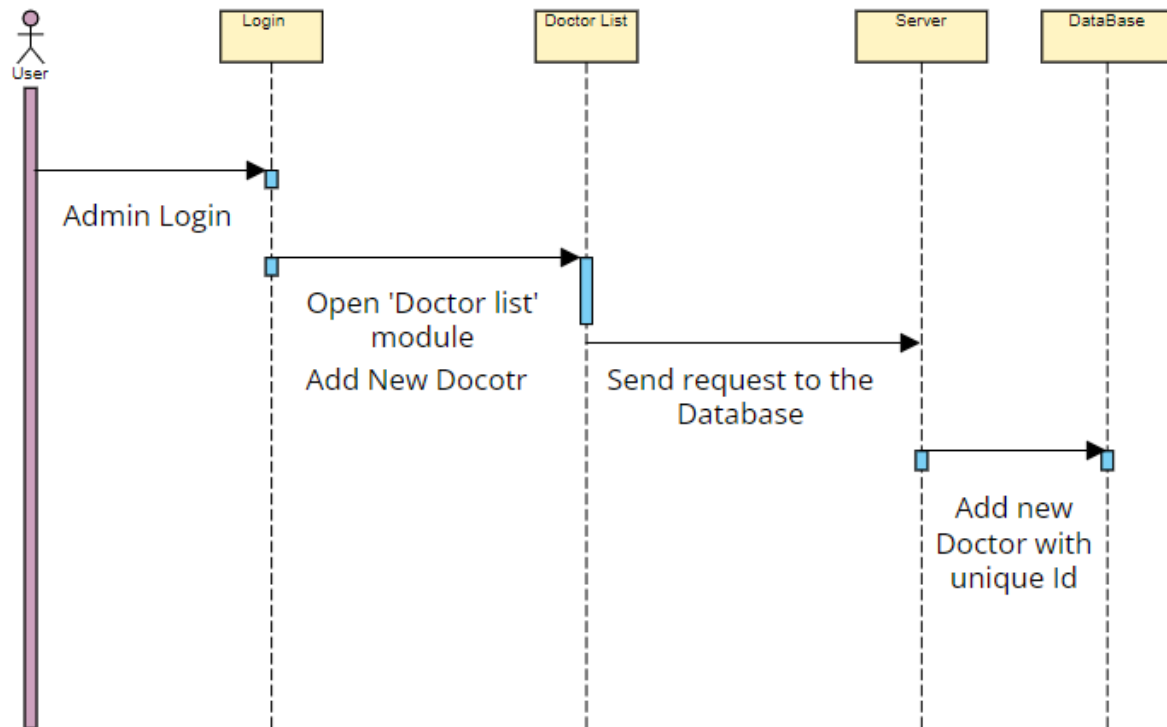 Login
Doctor List
Server
DataBase
User
Admin Login
Open 'Doctor list'
module
Add New Docotr
Send request to the
Database
Add new
Doctor with
unique Id